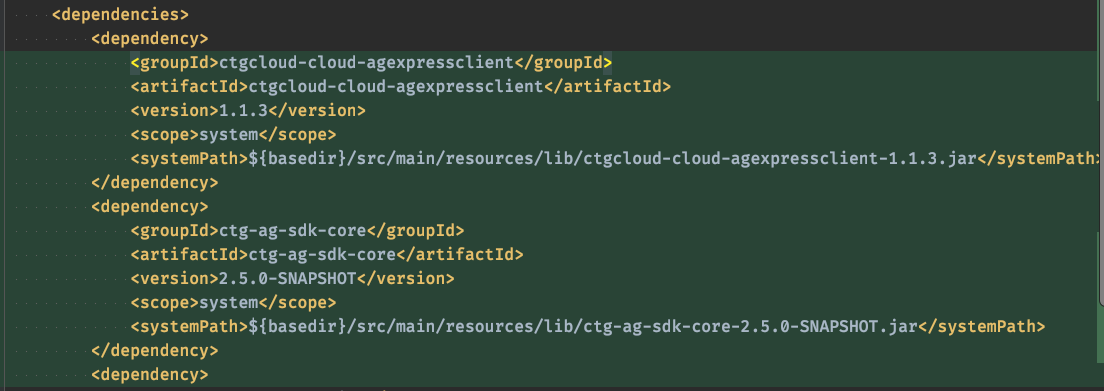 <dependencies>
<dependency>
<groupId>ctgcloud-cloud-agexpressclient</groupId>
<artifactId>ctgcloud-cloud-agexpressclient</artifactId>
<version>1.1.3</version>
<scope>system</scope>
<systemPath>${basedir}/src/main/resources/lib/ctgcloud-cloud-agexpressclient-1.1.3.jar</systemPath>
</dependency>
<dependency>
<groupId>ctg-ag-sdk-core</groupId>
<artifactId>ctg-ag-sdk-core</artifactId>
<version>2.5.0-SNAPSHOT</version>
<scope>system</scope>
<systemPath>${basedir}/src/main/resources/lib/ctg-ag-sdk-core-2.5.0-SNAPSHOT.jar</systemPath>
</dependency>
<dependency>